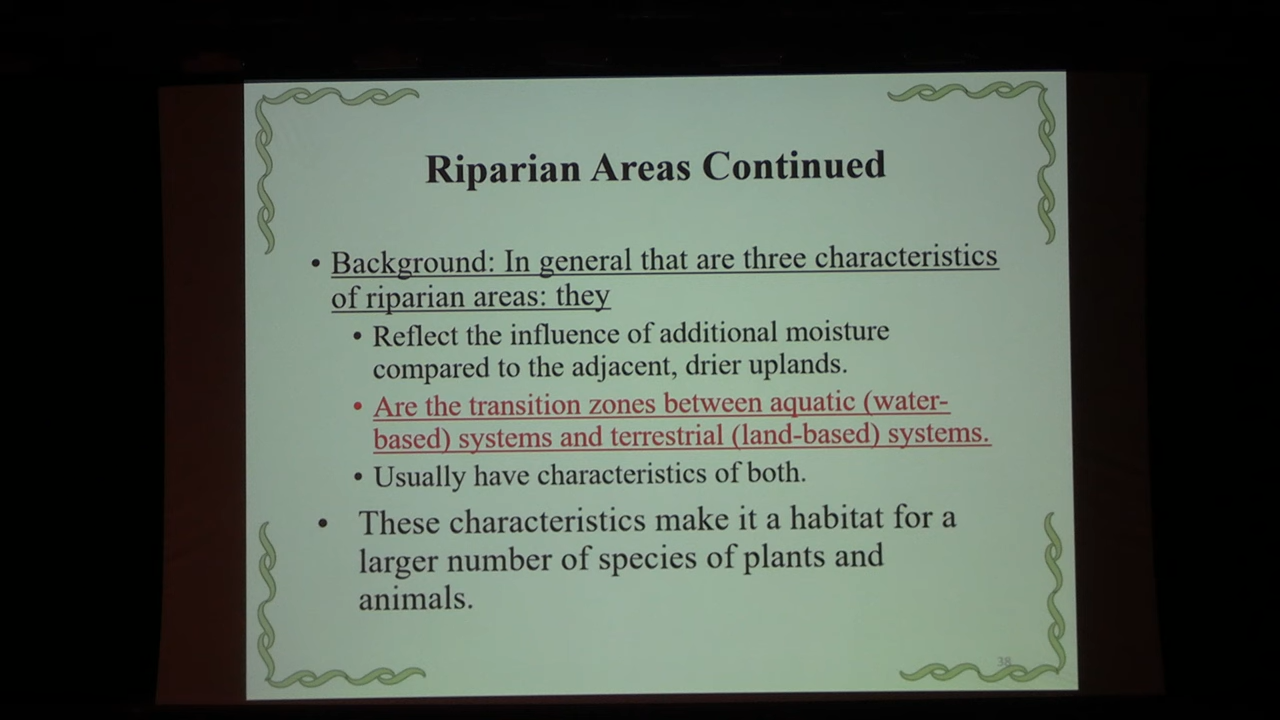 Riparian Areas Continued
• Background: In general that are three characteristics
of riparian areas: they
• Reflect the influence of additional moisture
compared to the adjacent, drier uplands.
• Are the transition zones between aquatic (water-
based) systems and terrestrial (land-based) systems.
• Usually have characteristics of both.
• These characteristics make it a habitat for a
larger number of species of plants and
animals.
38